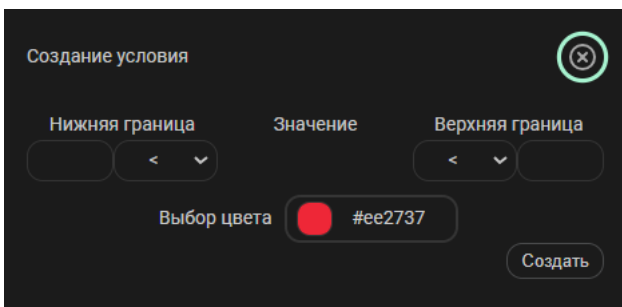 Создание условия
Нижняя граница Значение Верхняя граница
< <
Выбор цвета #ee2737
Создать